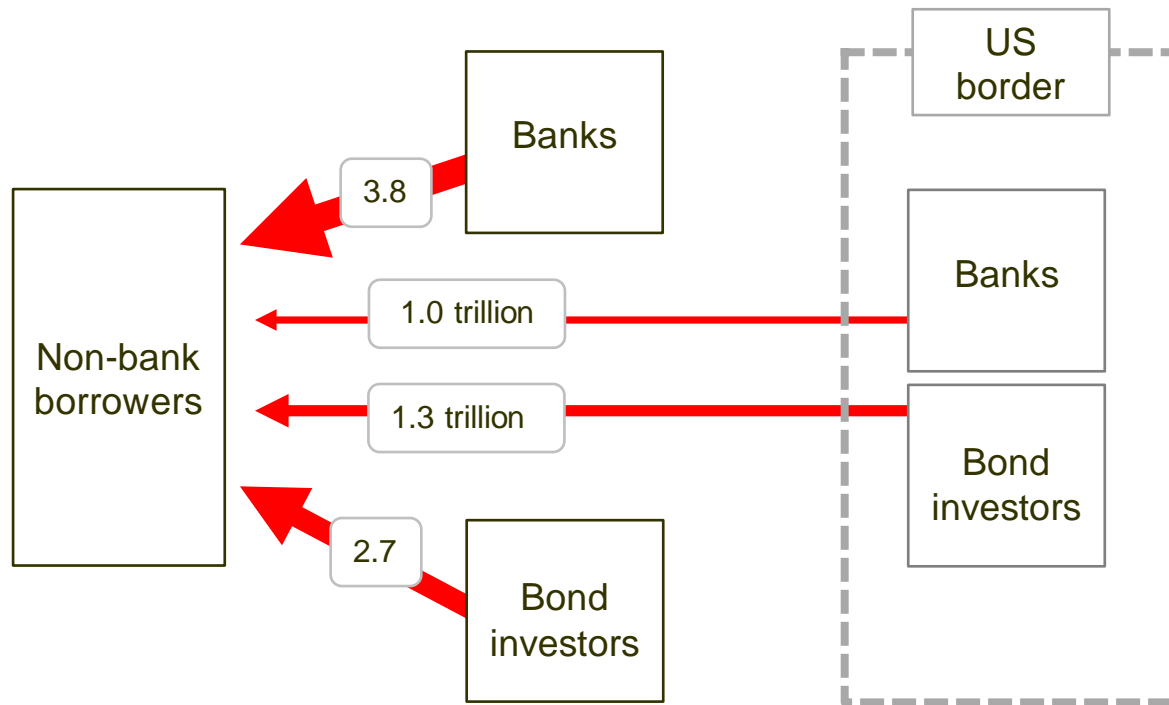 US
border
Banks
3.8
Banks
1.0 trillion
Non-bank
borrowers
1.3 trillion
Bond
investors
2.7
Bond
investors